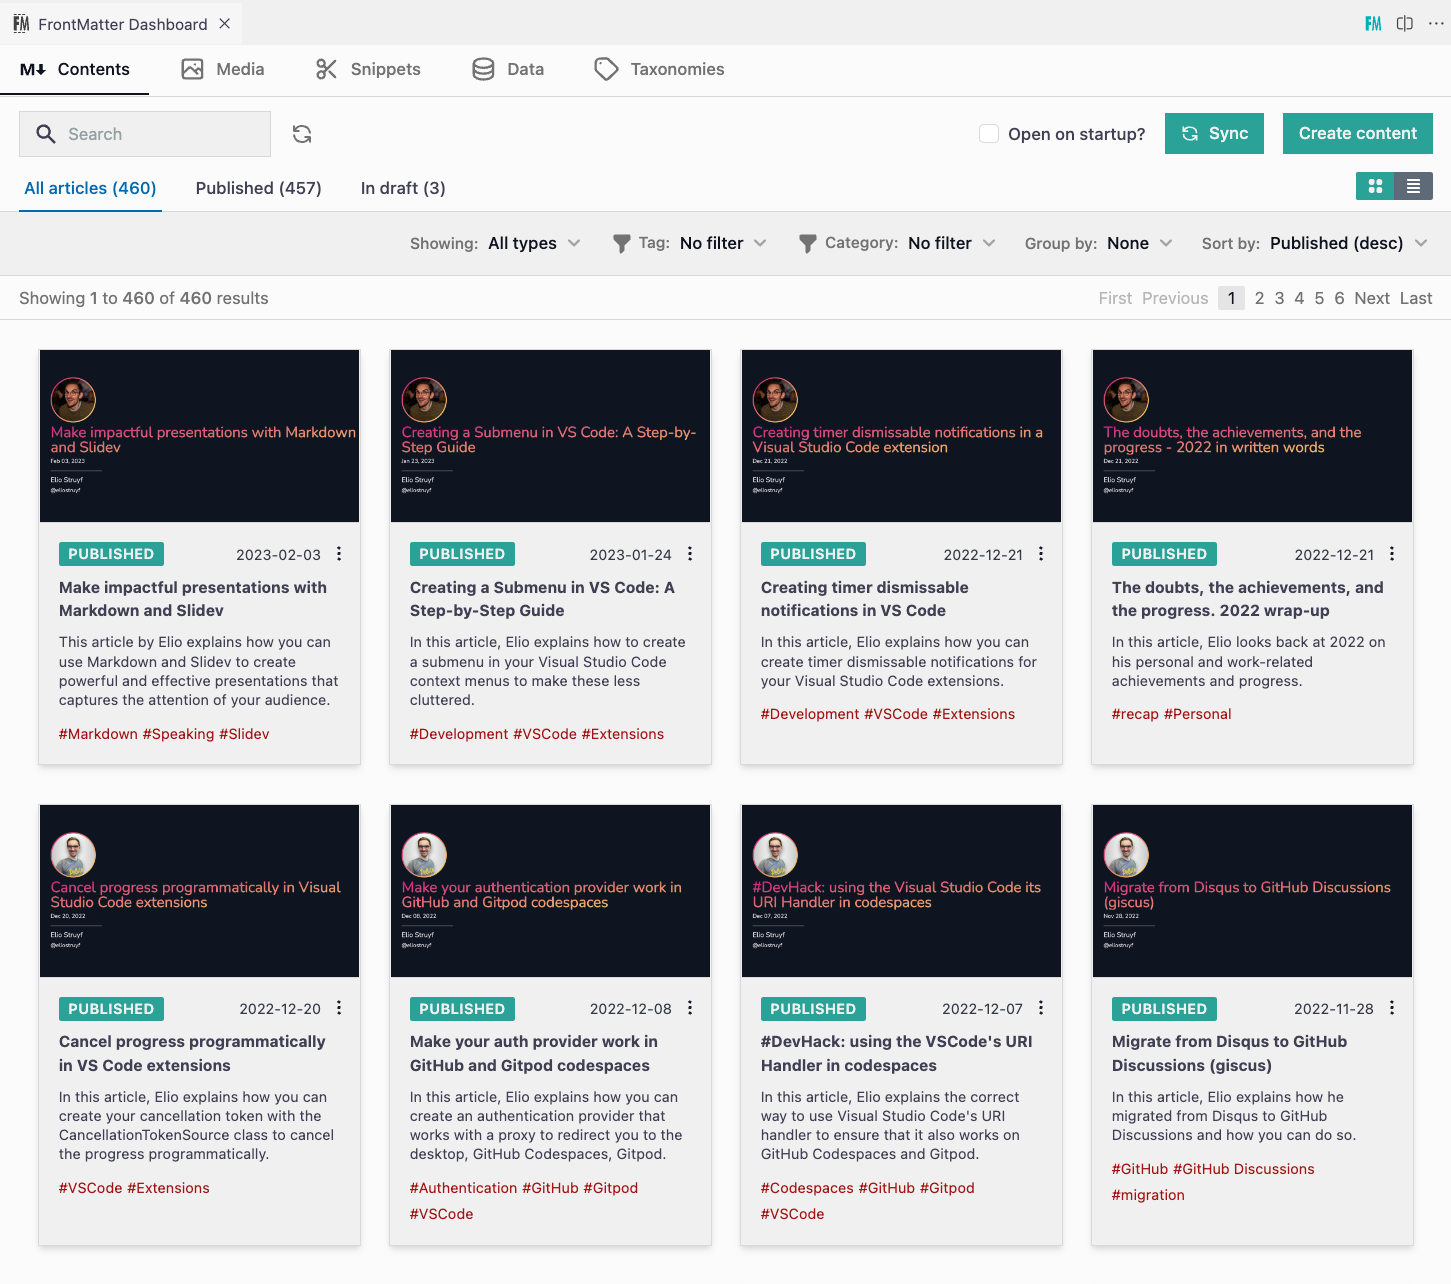 FM FrontMatter Dashboard
FM
M Contents Media Snippets Data Taxonomies
Search
Open on startup? Sync Create content
All articles (460) Published (457) In draft (3)
Showing: All types Tag: No filter Category: No filter Group by: None Sort by: Published (desc)
Showing 1 to 460 of 460 results
First Previous 1 2 3 4 5 6 Next Last
Make impactful presentations with Markdown
and Slidev
Feb 03, 2023
Elio Struyf
@eliostruyf
PUBLISHED 2023-02-03
Make impactful presentations with
Markdown and Slidev
This article by Elio explains how you can
use Markdown and Slidev to create
powerful and effective presentations that
captures the attention of your audience.
#Markdown #Speaking #Slidev
Creating a Submenu in VS Code: A Step-by-
Step Guide
Jan 23, 2023
Elio Struyf
@eliostruyf
PUBLISHED 2023-01-24
Creating a Submenu in VS Code: A
Step-by-Step Guide
In this article, Elio explains how to create
a submenu in your Visual Studio Code
context menus to make these less
cluttered.
#Development #VSCode #Extensions
Creating timer dismissable notifications in a
Visual Studio Code extension
Dec 21, 2022
Elio Struyf
@eliostruyf
PUBLISHED 2022-12-21
Creating timer dismissable
notifications in VS Code
In this article, Elio explains how you can
create timer dismissable notifications for
your Visual Studio Code extensions.
#Development #VSCode #Extensions
The doubts, the achievements, and the
progress - 2022 in written words
Dec 21, 2022
Elio Struyf
@eliostruyf
PUBLISHED 2022-12-21
The doubts, the achievements, and
the progress. 2022 wrap-up
In this article, Elio looks back at 2022 on
his personal and work-related
achievements and progress.
#recap #Personal
Cancel progress programmatically in Visual
Studio Code extensions
Dec 20, 2022
Elio Struyf
@eliostruyf
PUBLISHED 2022-12-20
Cancel progress programmatically
in VS Code extensions
In this article, Elio explains how you can
create your cancellation token with the
CancellationTokenSource class to cancel
the progress programmatically.
#VSCode #Extensions
Make your authentication provider work in
GitHub and Gitpod codespaces
Dec 08, 2022
Elio Struyf
@eliostruyf
PUBLISHED 2022-12-08
Make your auth provider work in
GitHub and Gitpod codespaces
In this article, Elio explains how you can
create an authentication provider that
works with a proxy to redirect you to the
desktop, GitHub Codespaces, Gitpod.
#Authentication #GitHub #Gitpod
#VSCode
#DevHack: using the Visual Studio Code its
URI Handler in codespaces
Dec 07, 2022
Elio Struyf
@eliostruyf
PUBLISHED 2022-12-07
#DevHack: using the VSCode's URI
Handler in codespaces
In this article, Elio explains the correct
way to use Visual Studio Code's URI
handler to ensure that it also works on
GitHub Codespaces and Gitpod.
#Codespaces #GitHub #Gitpod
#VSCode
Migrate from Disqus to GitHub Discussions
(giscus)
Nov 28, 2022
Elio Struyf
@eliostruyf
PUBLISHED 2022-11-28
Migrate from Disqus to GitHub
Discussions (giscus)
In this article, Elio explains how he
migrated from Disqus to GitHub
Discussions and how you can do so.
#GitHub #GitHub Discussions
#migration